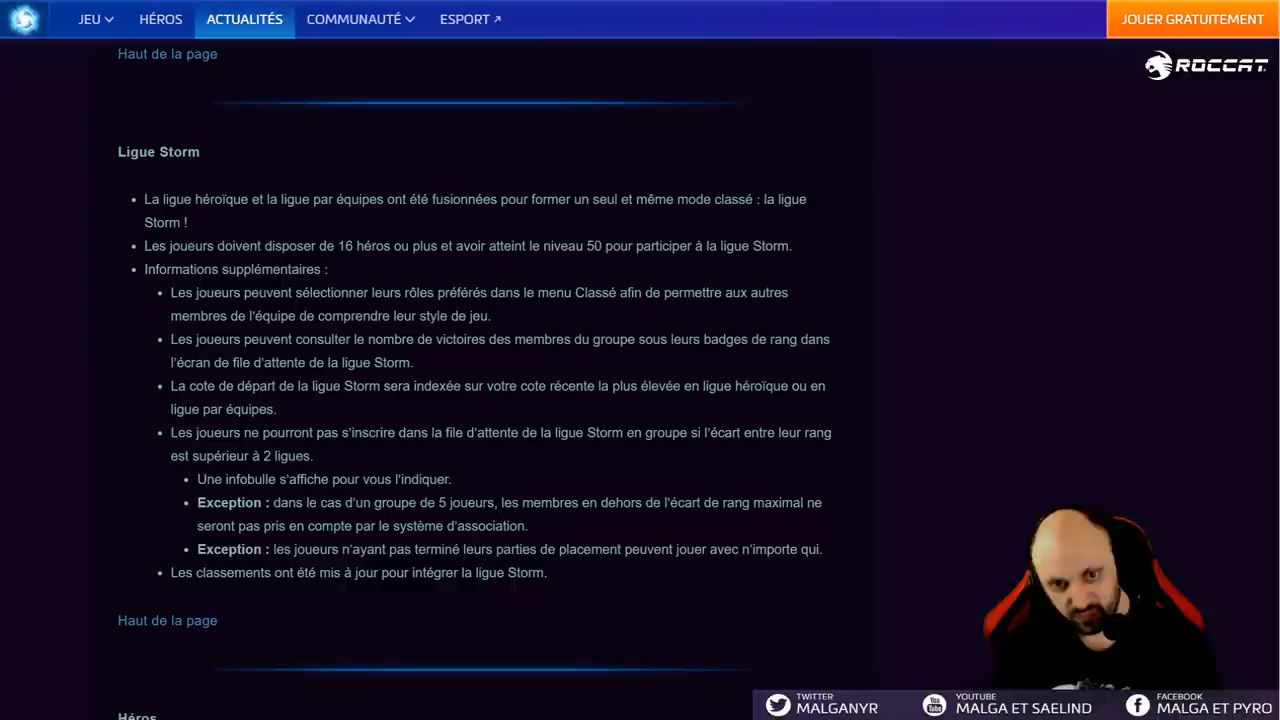 JEU
HÉROS
ACTUALITÉS
COMMUNAUTÉ
ESPORT
JOUER GRATUITEMENT
Haut de la page
ROCCAT
Ligue Storm
La ligue héroïque et la ligue par équipes ont été fusionnées pour former un seul et même mode classé : la ligue
Storm !
Les joueurs doivent disposer de 16 héros ou plus et avoir atteint le niveau 50 pour participer à la ligue Storm.
Informations supplémentaires :
Les joueurs peuvent sélectionner leurs rôles préférés dans le menu Classé afin de permettre aux autres
membres de l’équipe de comprendre leur style de jeu.
Les joueurs peuvent consulter le nombre de victoires des membres du groupe sous leurs badges de rang dans
l’écran de file d’attente de la ligue Storm.
La cote de départ de la ligue Storm sera indexée sur votre cote récente la plus élevée en ligue héroïque ou en
ligue par équipes.
Les joueurs ne pourront pas s’inscrire dans la file d’attente de la ligue Storm en groupe si l’écart entre leur rang
est supérieur à 2 ligues.
Une infobulle s’affiche pour vous l’indiquer.
Exception : dans le cas d’un groupe de 5 joueurs, les membres en dehors de l’écart de rang maximal ne
seront pas pris en compte par le système d’association.
Exception : les joueurs n’ayant pas terminé leurs parties de placement peuvent jouer avec n’importe qui.
Les classements ont été mis à jour pour intégrer la ligue Storm.
Haut de la page
Héros
TWITTER
MALGANYR
YOUTUBE
MALGA ET SAELIND
FACEBOOK
MALGA ET PYRO